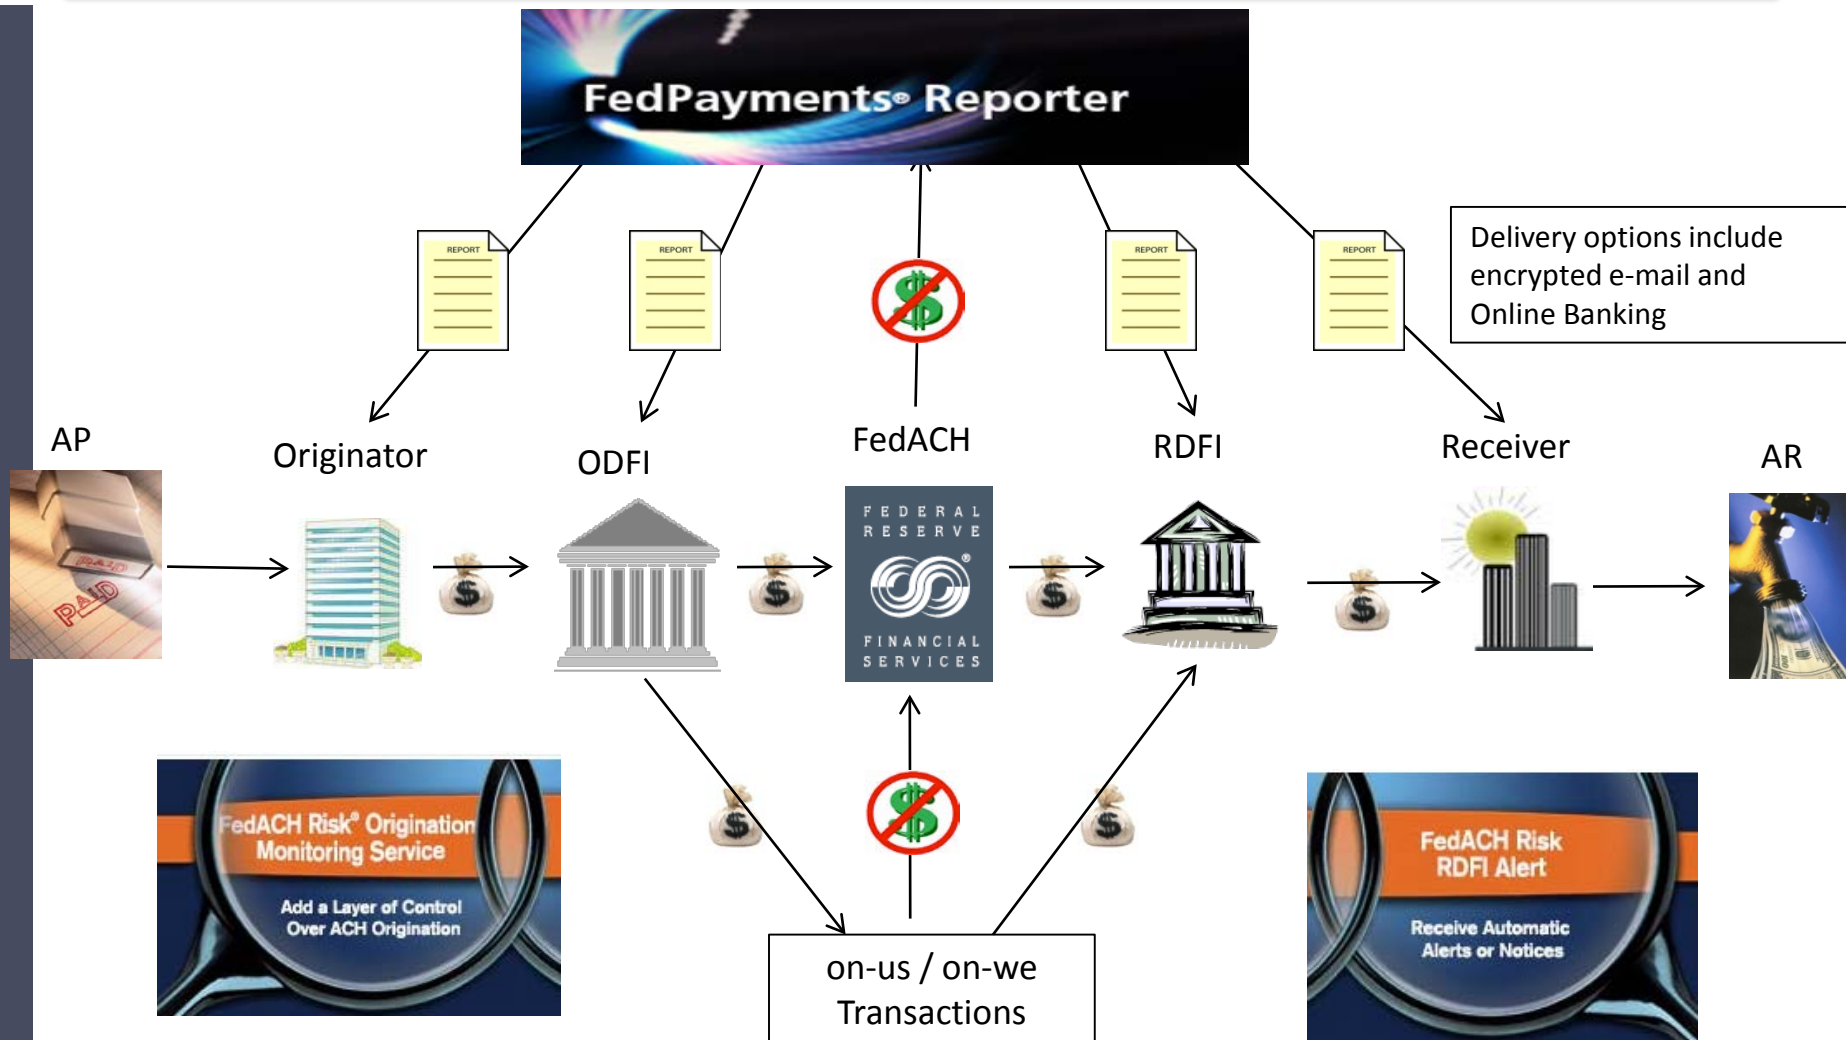 FedPayments® Reporter
REPORT
REPORT
REPORT
REPORT
Delivery options include
encrypted e-mail and
Online Banking
AP
Originator
ODFI
FedACH
RDFI
Receiver
AR
PAID
PAID
$
$
$
$
$
$
$
$
FEDERAL
RESERVE
®
FINANCIAL
SERVICES
FedACH Risk® Origination
Monitoring Service
Add a Layer of Control
Over ACH Origination
on-us / on-we
Transactions
FedACH Risk
RDFI Alert
Receive Automatic
Alerts or Notices